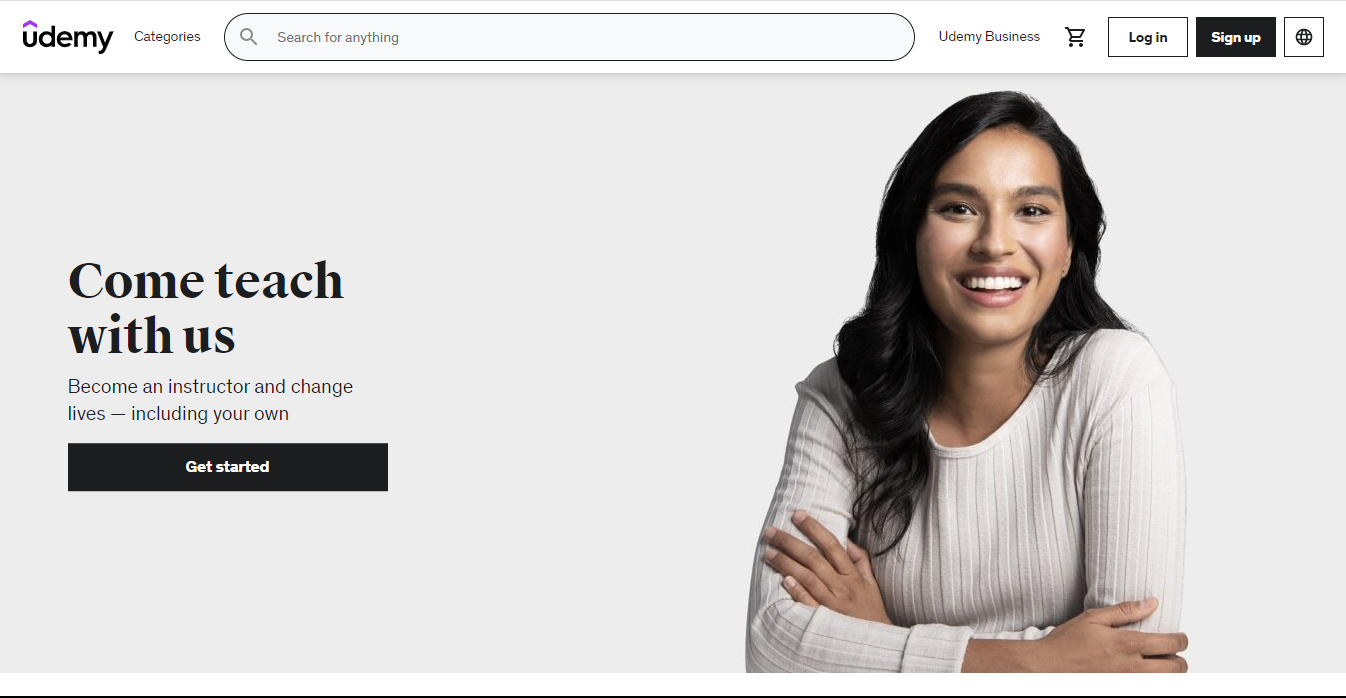 udemy
Categories
Search for anything
Udemy Business
Log in
Sign up
Come teach
with us
Become an instructor and change
lives — including your own
Get started